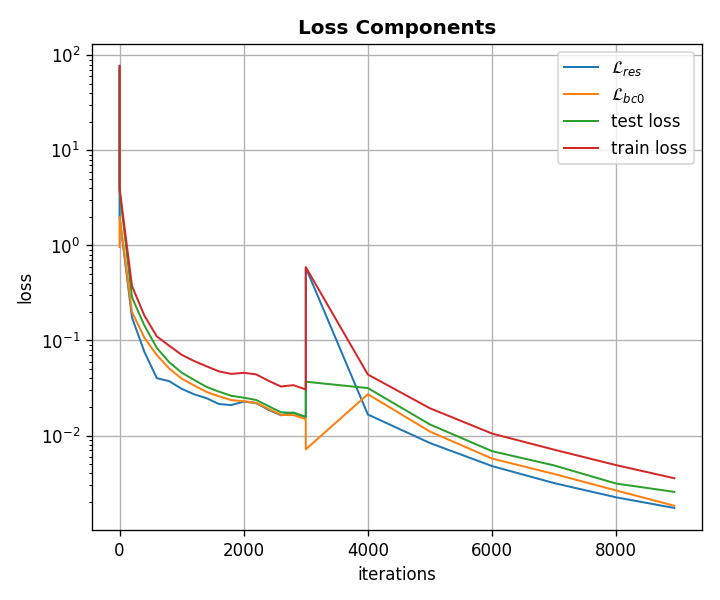 Loss Components
10²
10¹
10⁰
10⁻¹
10⁻²
loss
0
2000
4000
6000
8000
iterations
ℒres
ℒbc0
test loss
train loss